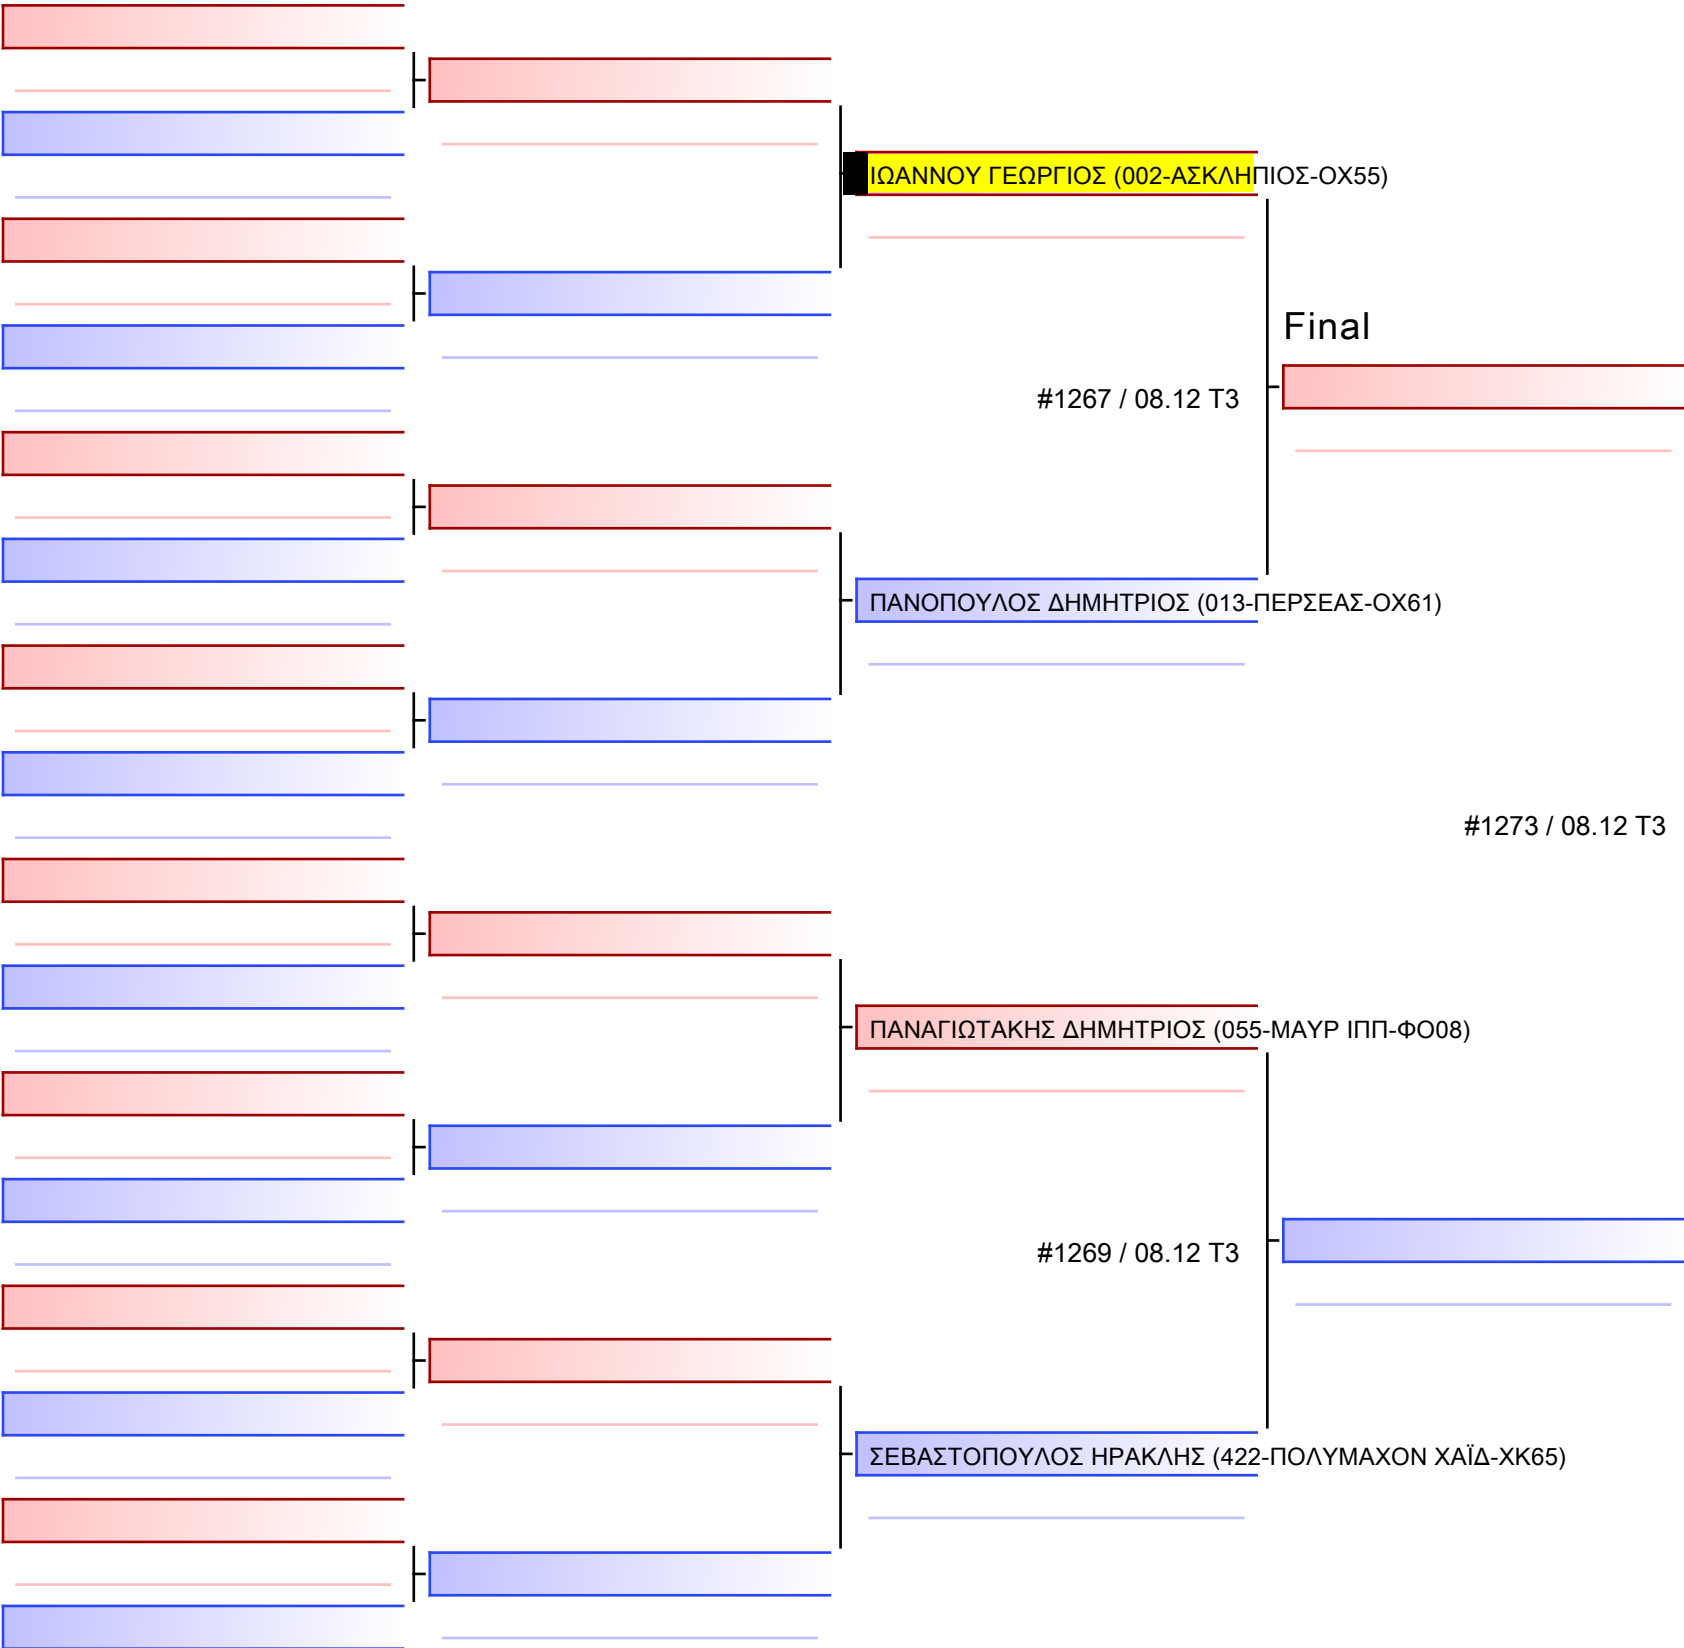 ΙΩΑΝΝΟΥ ΓΕΩΡΓΙΟΣ (002-ΑΣΚΛΗΠΙΟΣ-ΟΧ55)
Final
#1267 / 08.12 T3
ΠΑΝΟΠΟΥΛΟΣ ΔΗΜΗΤΡΙΟΣ (013-ΠΕΡΣΕΑΣ-ΟΧ61)
#1273 / 08.12 T3
ΠΑΝΑΓΙΩΤΑΚΗΣ ΔΗΜΗΤΡΙΟΣ (055-ΜΑΥΡ ΙΠΠ-ΦΟ08)
#1269 / 08.12 T3
ΣΕΒΑΣΤΟΠΟΥΛΟΣ ΗΡΑΚΛΗΣ (422-ΠΟΛΥΜΑΧΟΝ ΧΑΪΔ-ΧΚ65)